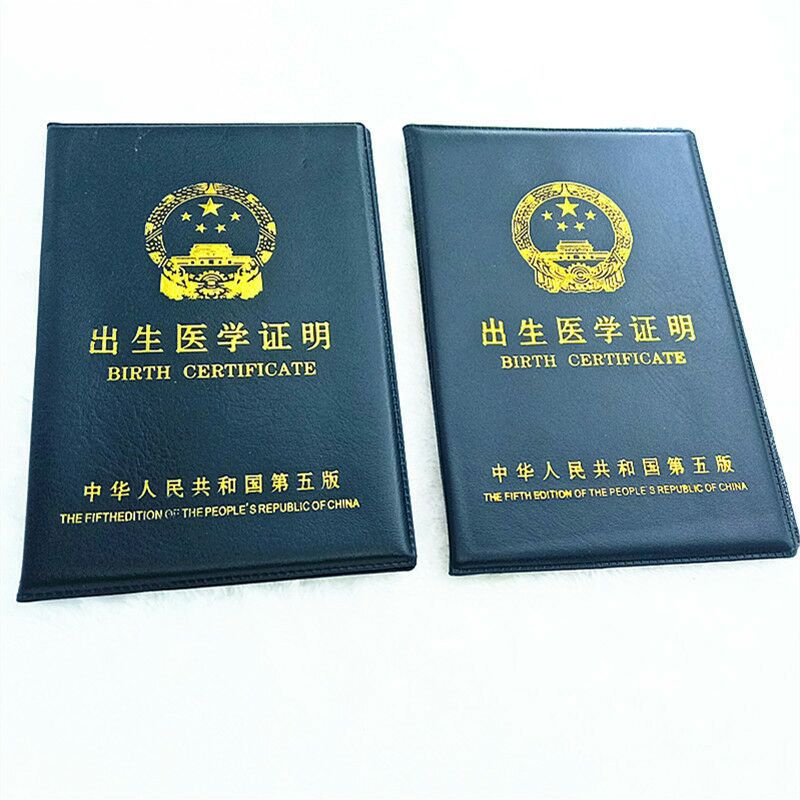 出生医学证明
BIRTH CERTIFICATE
中华人民共和国第五版
THE FIFTHEDITION OF THE PEOPLE'S REPUBLIC OF CHINA
出生医学证明
BIRTH CERTIFICATE
中华人民共和国第五版
THE FIFTH EDITION OF THE PEOPLE'S REPUBLIC OF CHINA